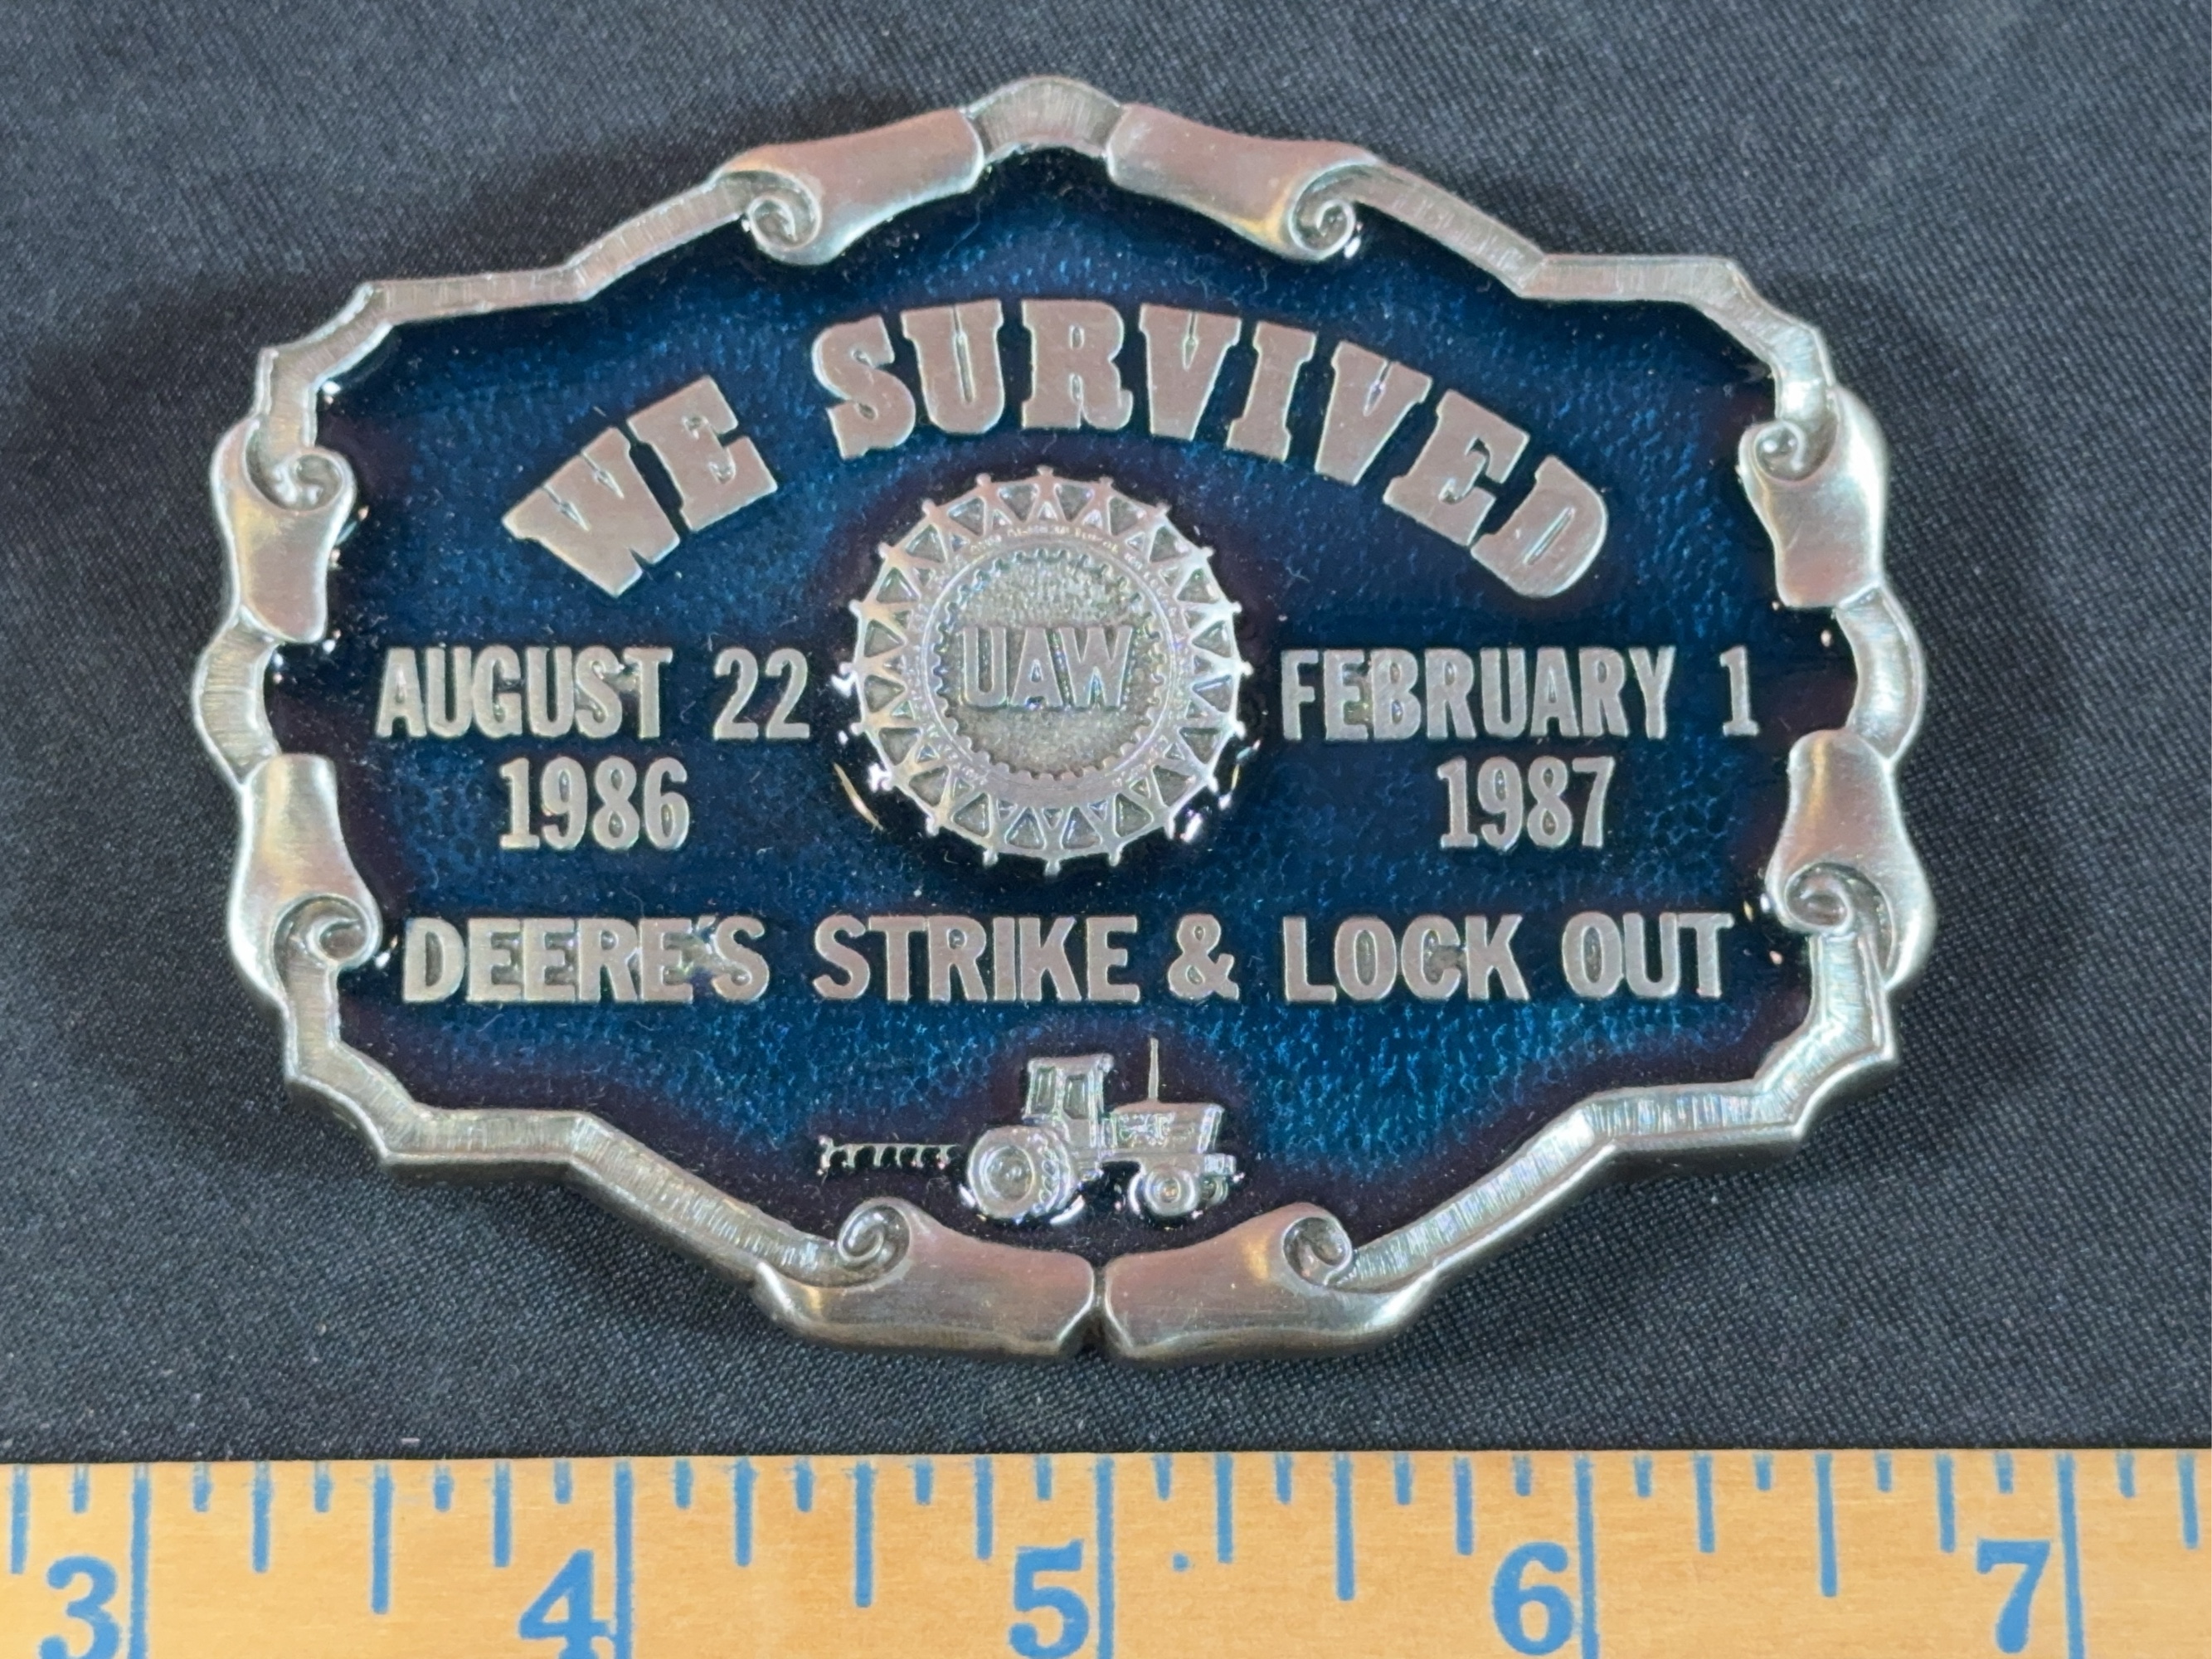 WE SURVIVED
UAW
AUGUST 22
1986
FEBRUARY 1
1987
DEERE'S STRIKE & LOCK OUT
3 4 5 6 7